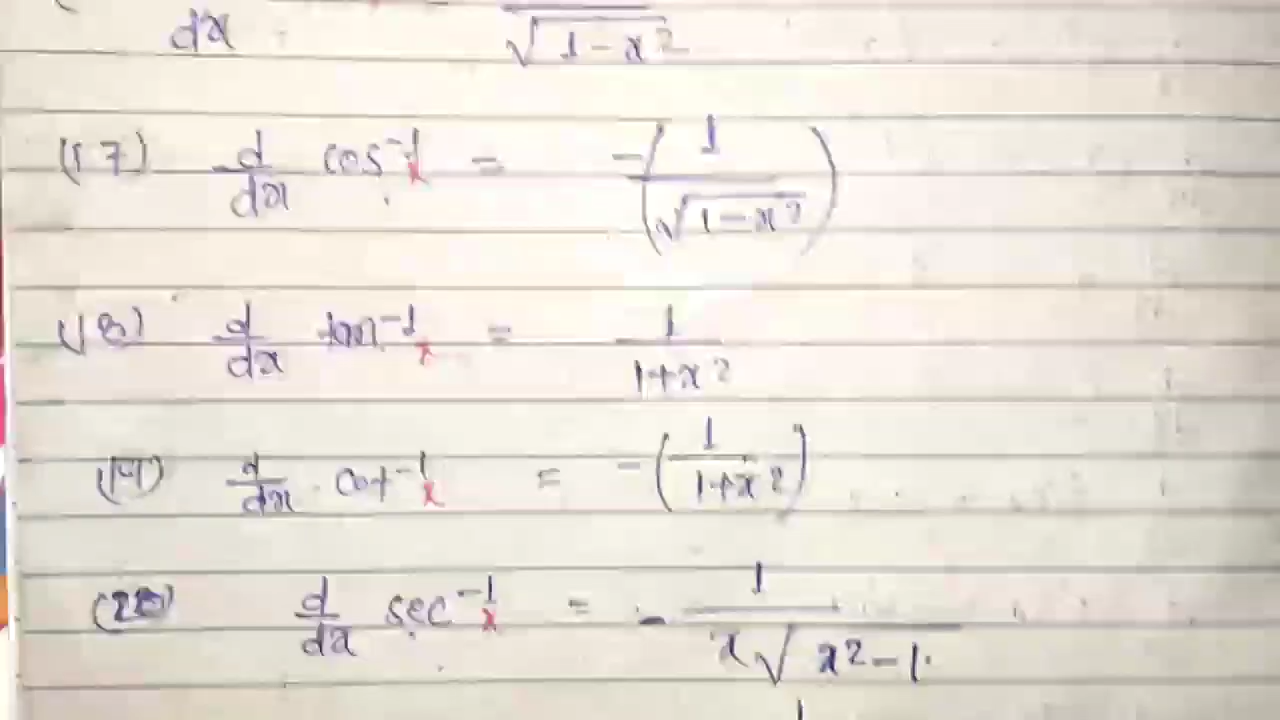 dx √(1-x²)
(17) d/dx cos⁻¹x = -(1/√(1-x²))
(18) d/dx tan⁻¹x = 1/(1+x²)
(19) d/dx cot⁻¹x = -(1/(1+x²))
(20) d/dx sec⁻¹x = - 1/(x√(x²-1))
1